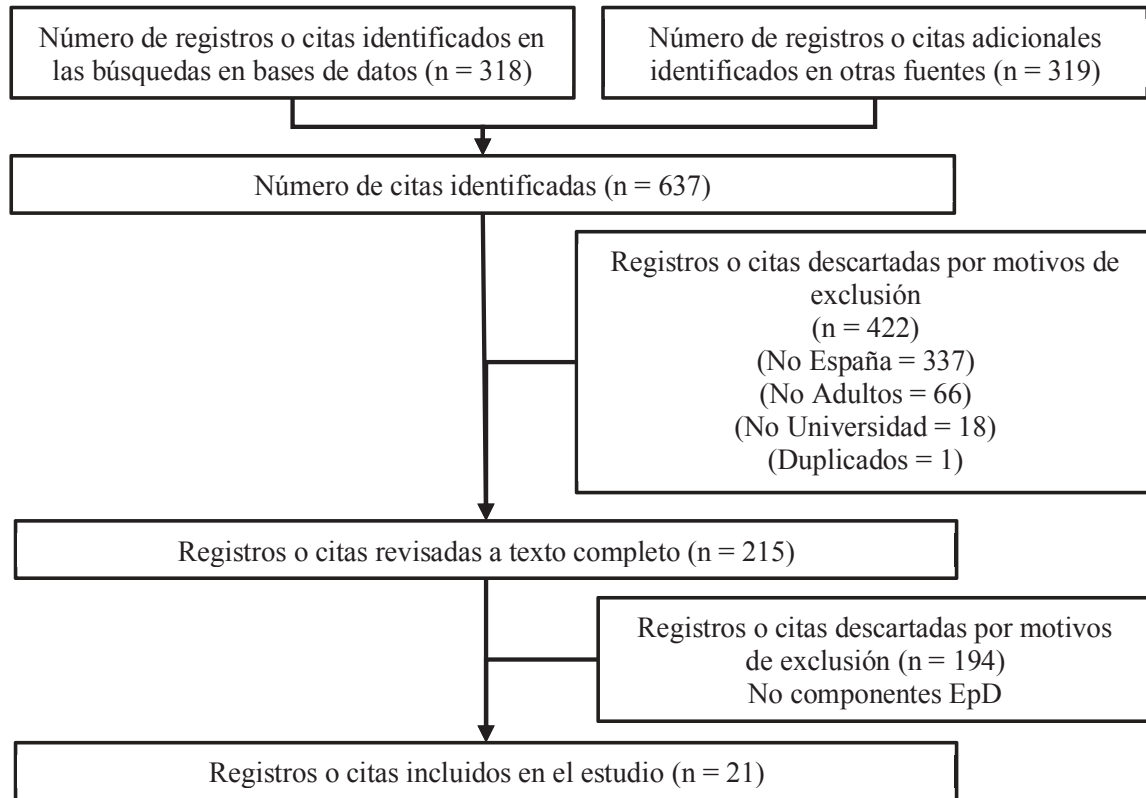 Número de registros o citas identificados en
las búsquedas en bases de datos (n = 318)
Número de registros o citas adicionales
identificados en otras fuentes (n = 319)
Número de citas identificadas (n = 637)
Registros o citas descartadas por motivos de
exclusión
(n = 422)
(No España = 337)
(No Adultos = 66)
(No Universidad = 18)
(Duplicados = 1)
Registros o citas revisadas a texto completo (n = 215)
Registros o citas descartadas por motivos
de exclusión (n = 194)
No componentes EpD
Registros o citas incluidos en el estudio (n = 21)